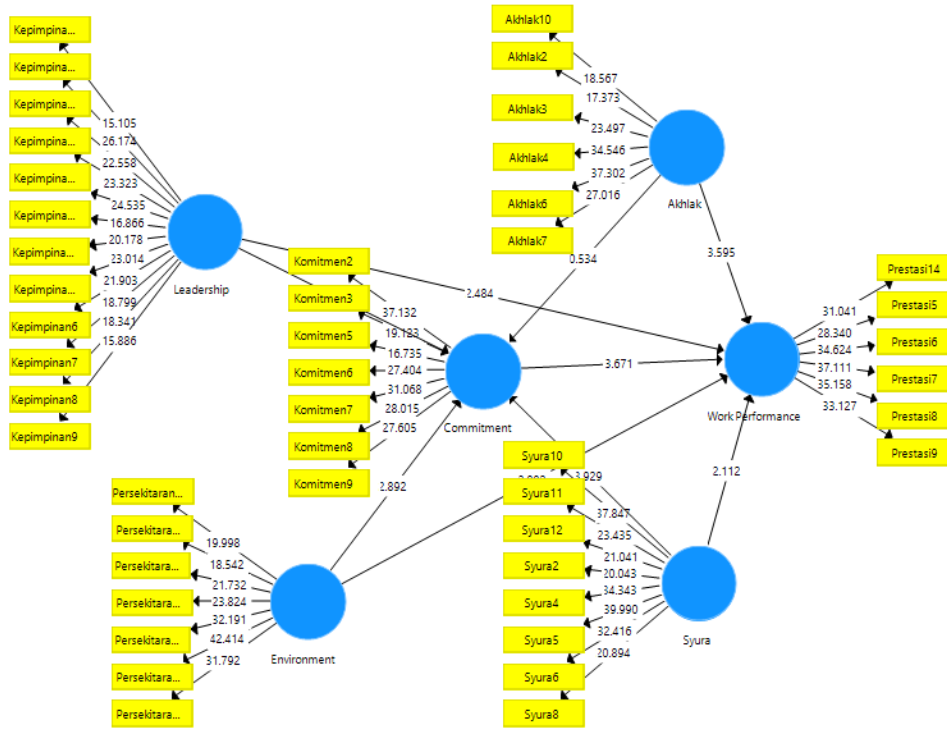 Kepimpina...
Kepimpina...
Kepimpina...
Kepimpina...
Kepimpina...
Kepimpina...
Kepimpina...
Kepimpina...
Kepimpinan6
Kepimpinan7
Kepimpinan8
Kepimpinan9
15.105
26.174
22.558
23.323
24.535
16.866
20.178
23.014
21.903
18.799
18.341
15.886
Leadership
Akhlak10
Akhlak2
Akhlak3
Akhlak4
Akhlak6
Akhlak7
18.567
17.373
23.497
34.546
37.302
27.016
Akhlak
0.534
3.595
2.484
Komitmen2
Komitmen3
Komitmen5
Komitmen6
Komitmen7
Komitmen8
Komitmen9
37.132
19.123
16.735
27.404
31.068
28.015
27.605
Commitment
3.671
Work Performance
31.041
28.340
34.624
37.111
35.158
33.127
Prestasi14
Prestasi5
Prestasi6
Prestasi7
Prestasi8
Prestasi9
2.892
3.929
2.112
Persekitaran...
Persekitara...
Persekitara...
Persekitara...
Persekitara...
Persekitara...
Persekitara...
19.998
18.542
21.732
23.824
32.191
42.414
31.792
Environment
Syura10
Syura11
Syura12
Syura2
Syura4
Syura5
Syura6
Syura8
37.847
23.435
21.041
20.043
34.343
39.990
32.416
20.894
Syura